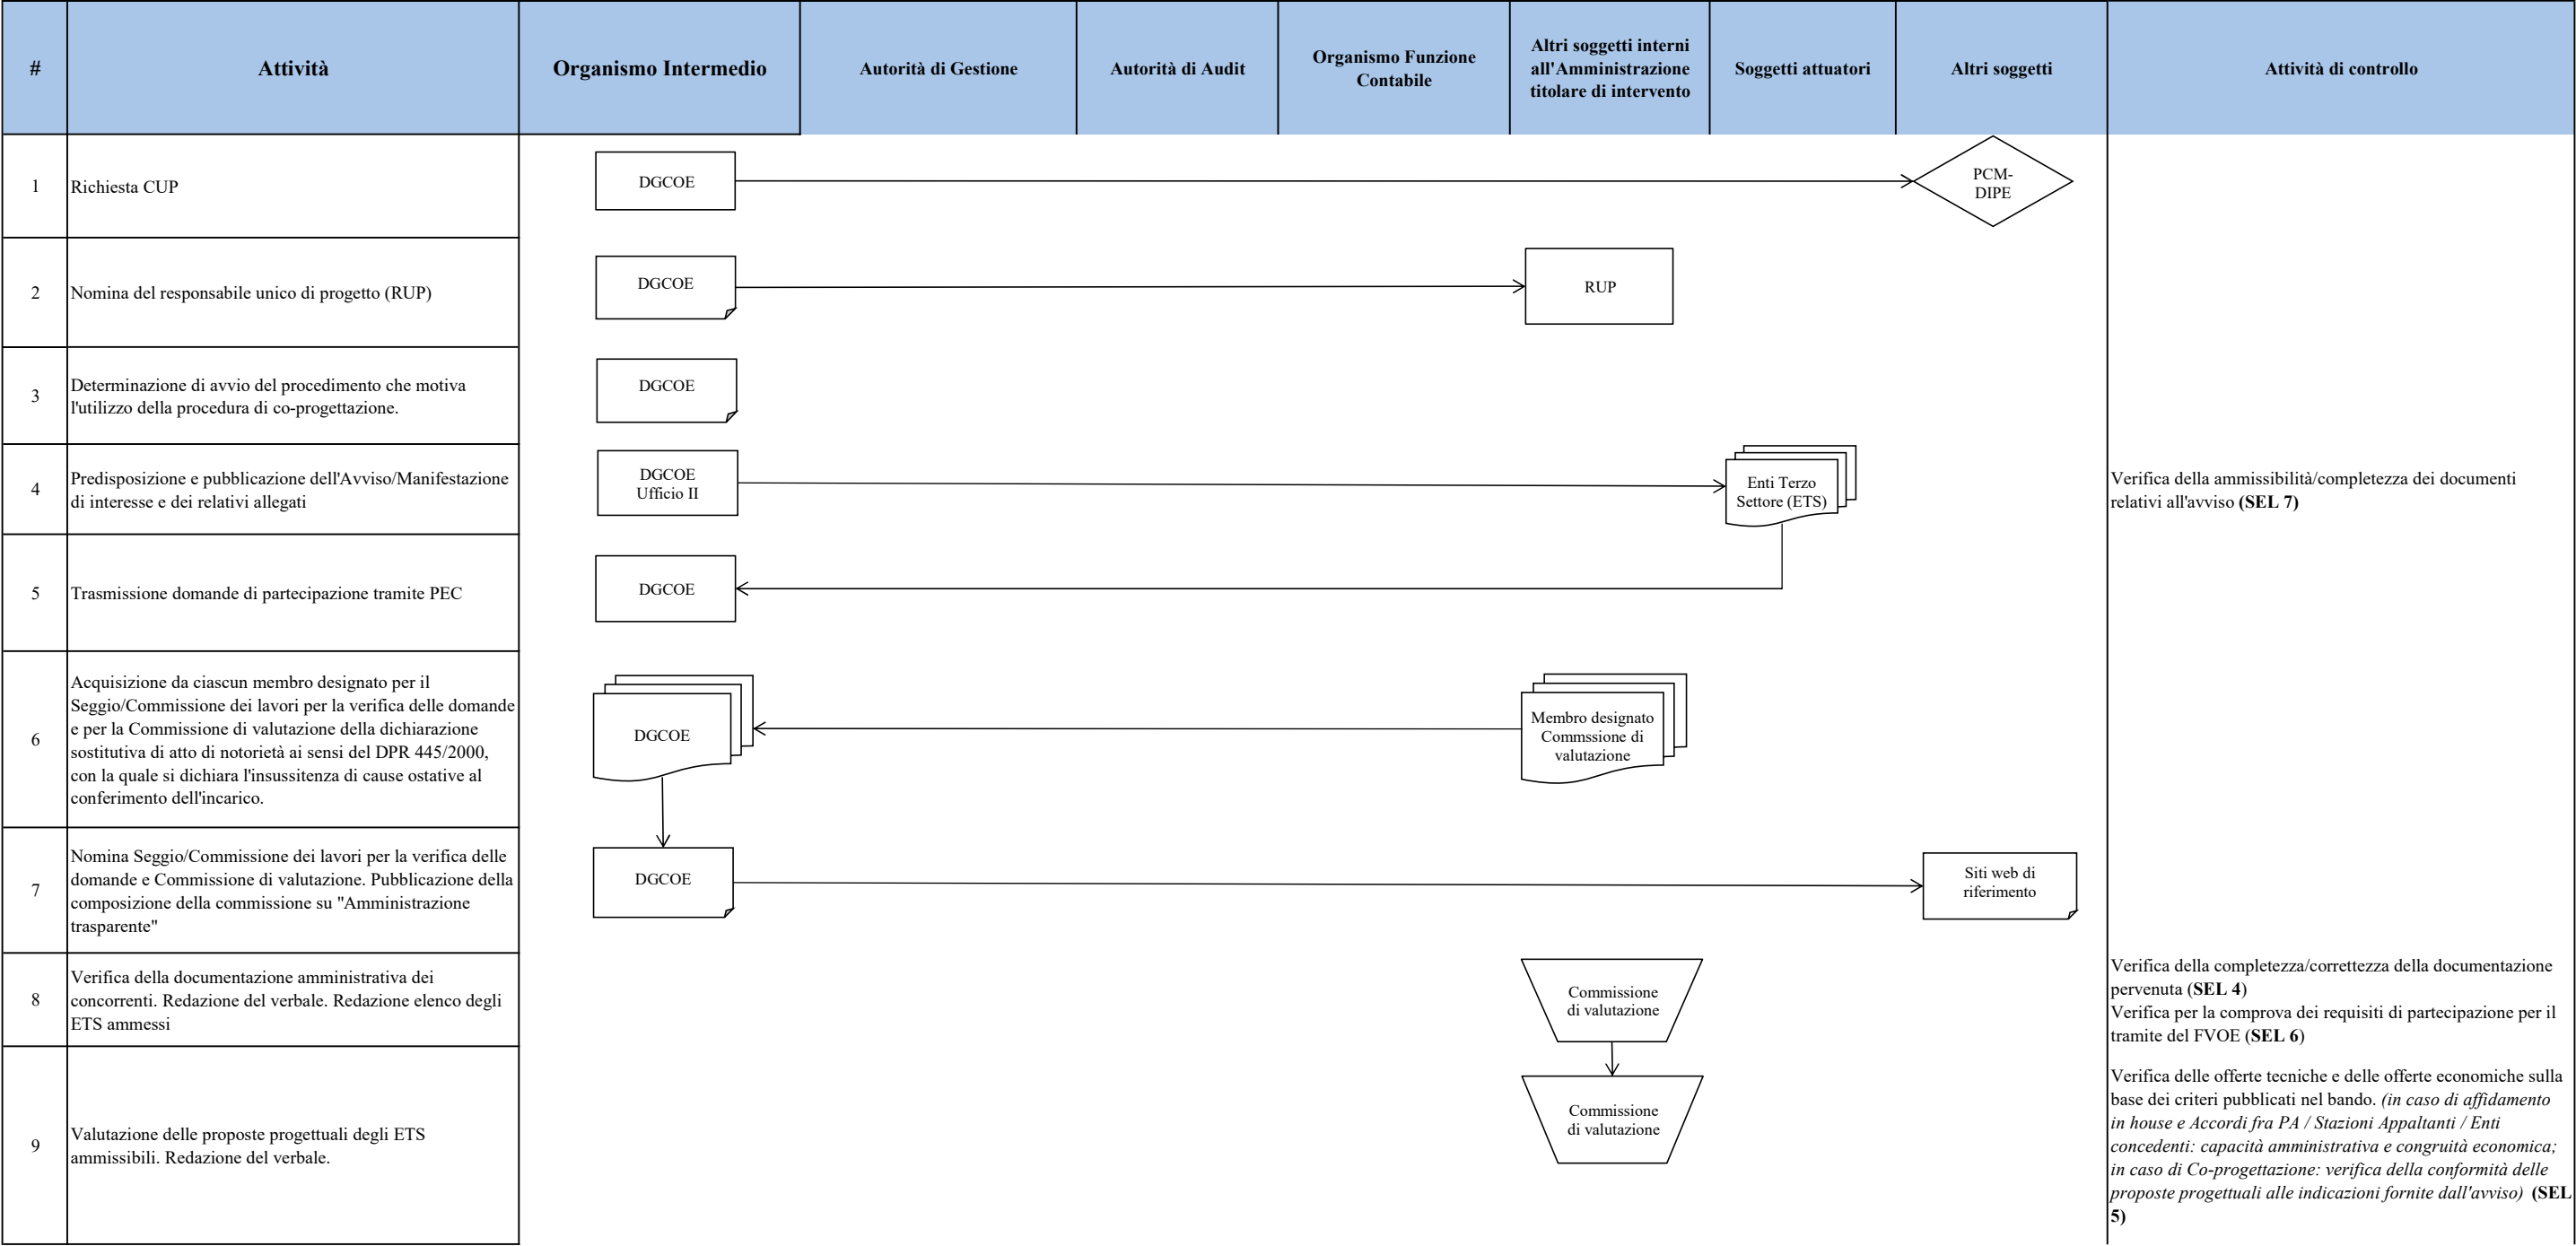 #
Attività
Organismo Intermedio
Autorità di Gestione
Autorità di Audit
Organismo Funzione
Contabile
Altri soggetti interni
all'Amministrazione
titolare di intervento
Soggetti attuatori
Altri soggetti
Attività di controllo
1
Richiesta CUP
DGCOE
PCM-
DIPE
2
Nomina del responsabile unico di progetto (RUP)
DGCOE
RUP
3
Determinazione di avvio del procedimento che motiva
l'utilizzo della procedura di co-progettazione.
DGCOE
4
Predisposizione e pubblicazione dell'Avviso/Manifestazione
di interesse e dei relativi allegati
DGCOE
Ufficio II
Enti Terzo
Settore (ETS)
Verifica della ammissibilità/completezza dei documenti
relativi all'avviso (SEL 7)
5
Trasmissione domande di partecipazione tramite PEC
DGCOE
6
Acquisizione da ciascun membro designato per il
Seggio/Commissione dei lavori per la verifica delle domande
e per la Commissione di valutazione della dichiarazione
sostitutiva di atto di notorietà ai sensi del DPR 445/2000,
con la quale si dichiara l'insussitenza di cause ostative al
conferimento dell'incarico.
DGCOE
Membro designato
Commssione di
valutazione
7
Nomina Seggio/Commissione dei lavori per la verifica delle
domande e Commissione di valutazione. Pubblicazione della
composizione della commissione su "Amministrazione
trasparente"
DGCOE
Siti web di
riferimento
8
Verifica della documentazione amministrativa dei
concorrenti. Redazione del verbale. Redazione elenco degli
ETS ammessi
Commissione
di valutazione
Verifica della completezza/correttezza della documentazione
pervenuta (SEL 4)
Verifica per la comprova dei requisiti di partecipazione per il
tramite del FVOE (SEL 6)
9
Valutazione delle proposte progettuali degli ETS
ammissibili. Redazione del verbale.
Commissione
di valutazione
Verifica delle offerte tecniche e delle offerte economiche sulla
base dei criteri pubblicati nel bando. (in caso di affidamento
in house e Accordi fra PA / Stazioni Appaltanti / Enti
concedenti: capacità amministrativa e congruità economica;
in caso di Co-progettazione: verifica della conformità delle
proposte progettuali alle indicazioni fornite dall'avviso) (SEL
5)